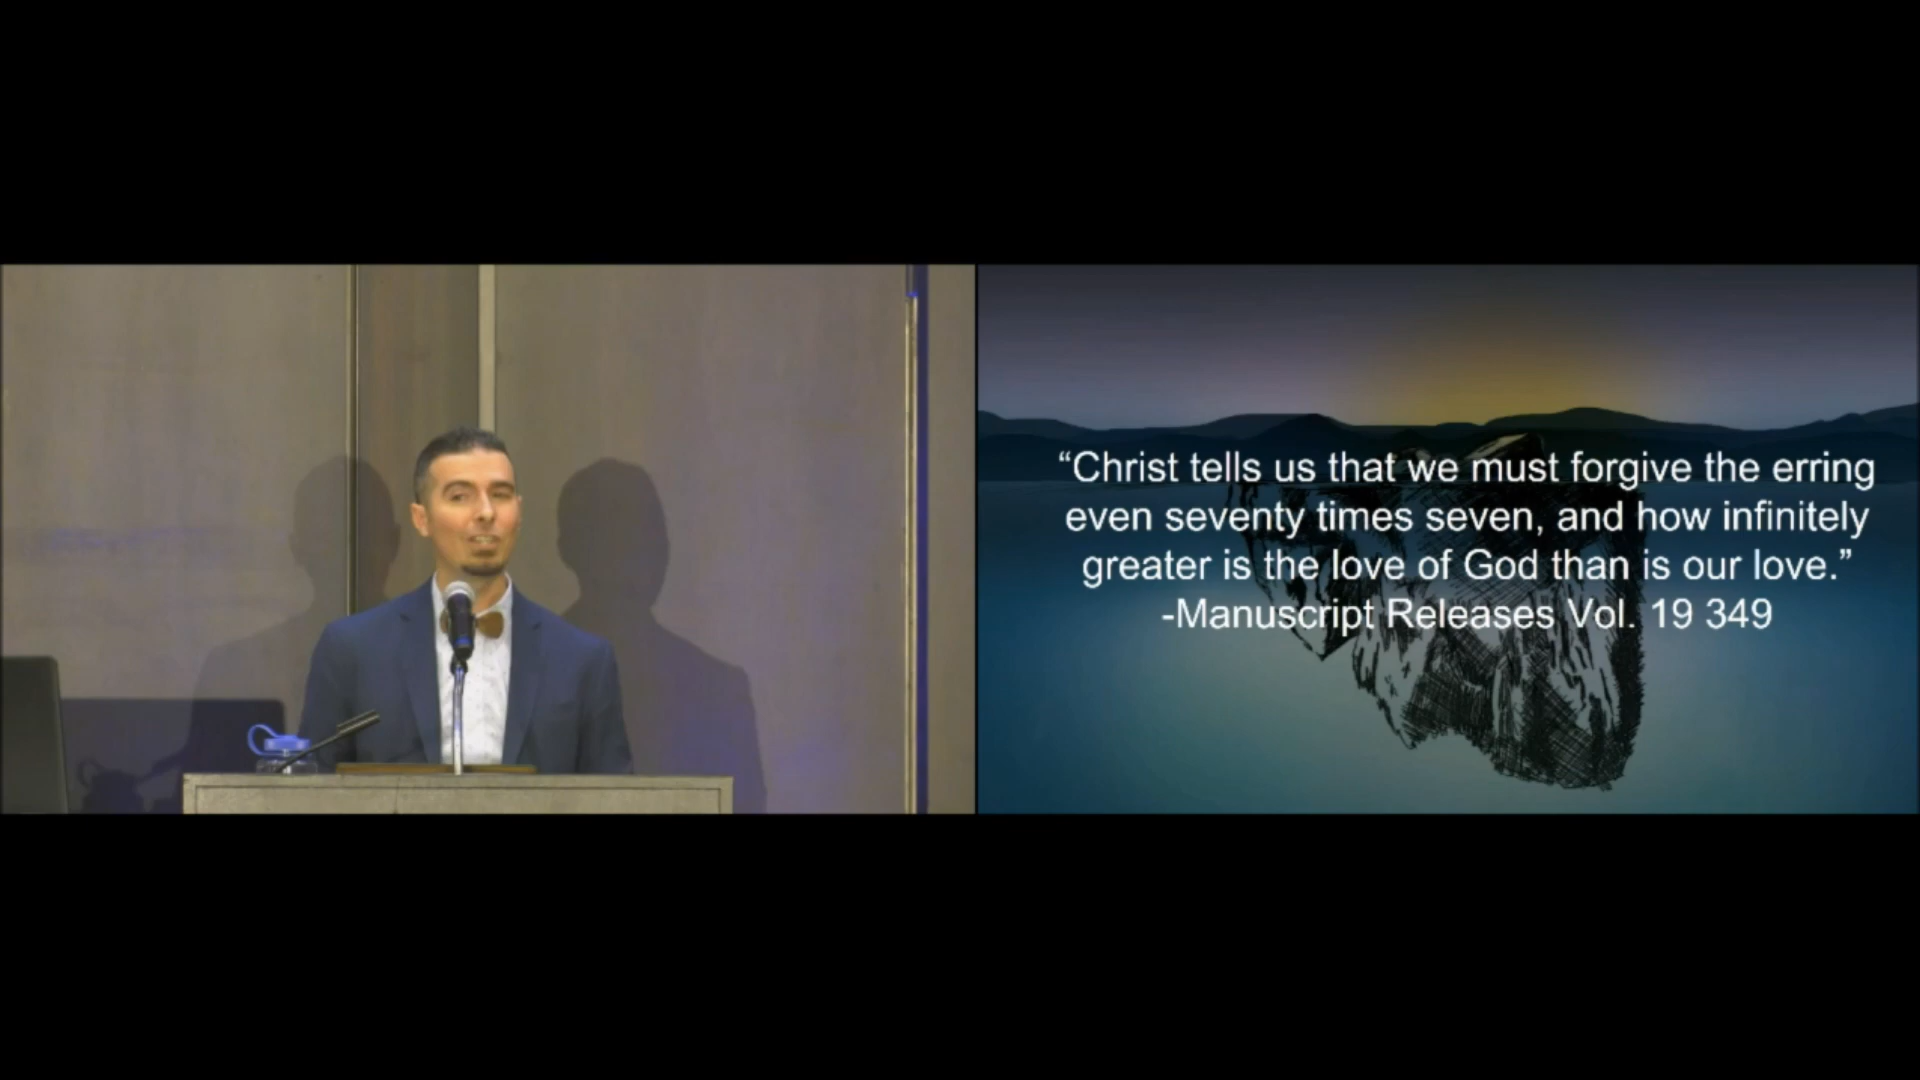 “Christ tells us that we must forgive the erring
even seventy times seven, and how infinitely
greater is the love of God than is our love.”
-Manuscript Releases Vol. 19 349